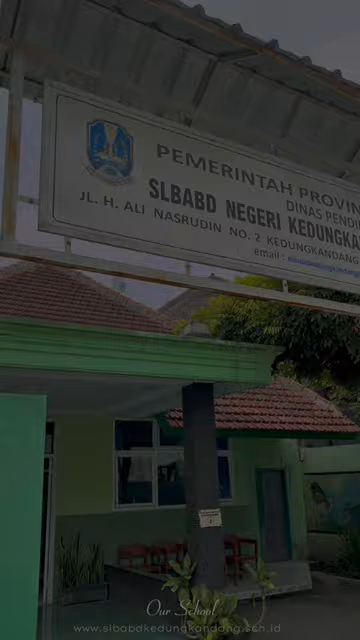 PEMERINTAH PROVIN
DINAS PENDI
SLBABD NEGERI KEDUNGKA
JL. H. ALI NASRUDIN NO. 2 KEDUNGKANDANG
email :
Our School
www.slbabdkedungkandang.sch.id